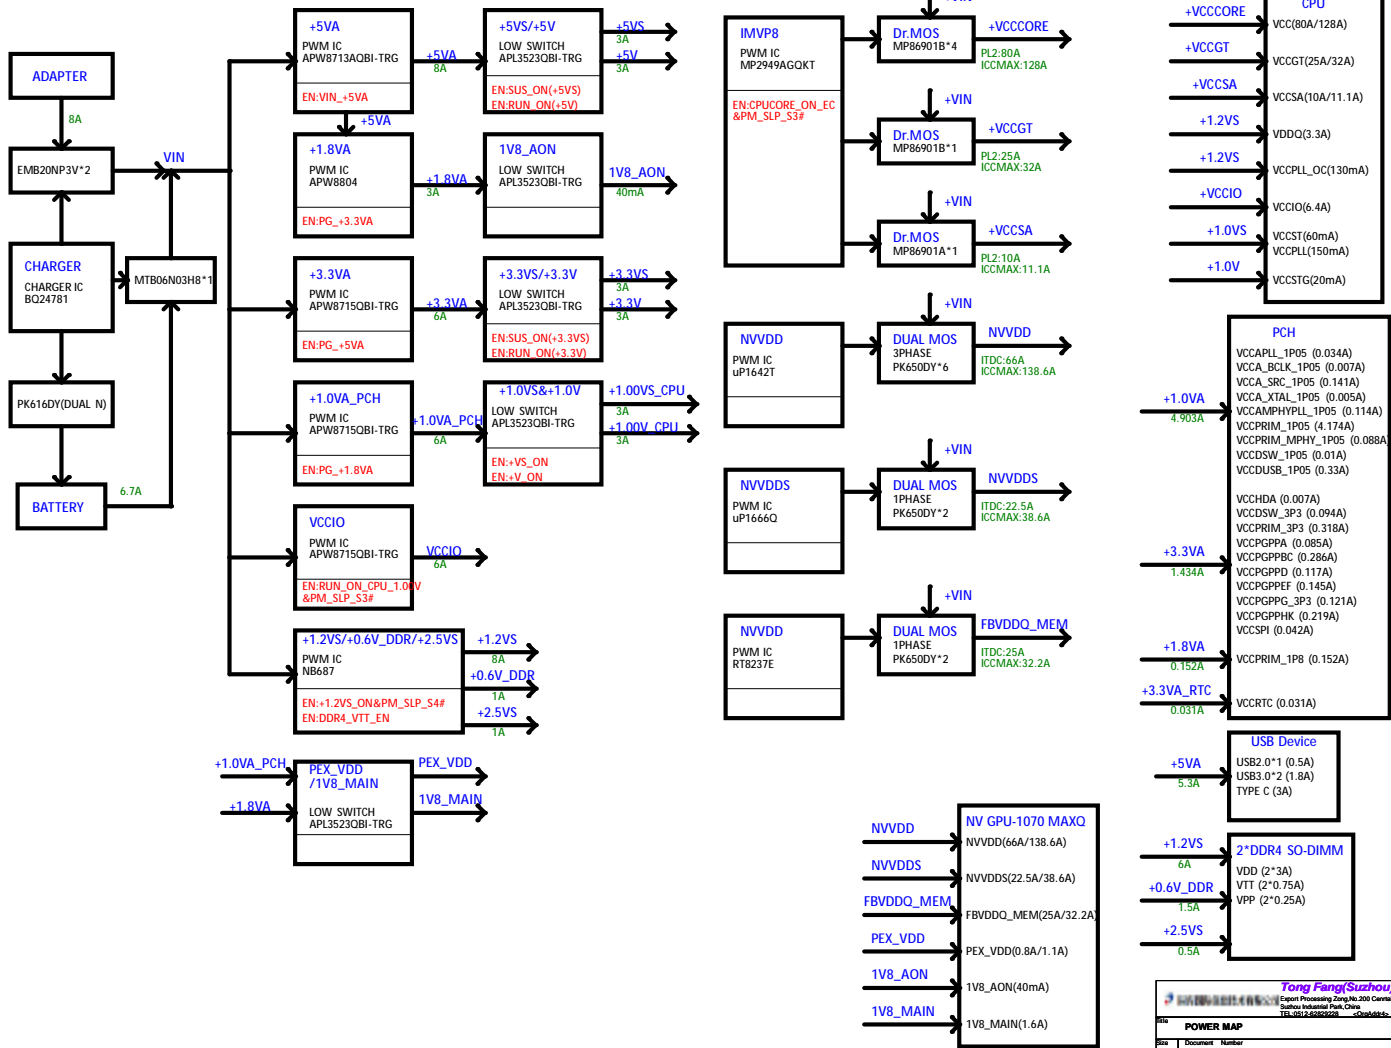 ADAPTER
8A
EMB20NP3V*2
VIN
CHARGER
CHARGER IC
BQ24781
MTB06N03H8*1
PK616DY(DUAL N)
BATTERY
6.7A
+5VA
PWM IC
APW8713AQBI-TRG
EN:VIN_+5VA
+5VA
8A
+5VS/+5V
LOW SWITCH
APL3523QBI-TRG
EN:SUS_ON(+5VS)
EN:RUN_ON(+5V)
+5VS
3A
+5V
3A
+5VA
+1.8VA
PWM IC
APW8804
EN:PG_+3.3VA
+1.8VA
3A
1V8_AON
LOW SWITCH
APL3523QBI-TRG
1V8_AON
40mA
+3.3VA
PWM IC
APW8715QBI-TRG
EN:PG_+5VA
+3.3VA
6A
+3.3VS/+3.3V
LOW SWITCH
APL3523QBI-TRG
EN:SUS_ON(+3.3VS)
EN:RUN_ON(+3.3V)
+3.3VS
3A
+3.3V
3A
+1.0VA_PCH
PWM IC
APW8715QBI-TRG
EN:PG_+1.8VA
+1.0VA_PCH
6A
+1.0VS&+1.0V
LOW SWITCH
APL3523QBI-TRG
EN:+VS_ON
EN:+V_ON
+1.00VS_CPU
3A
+1.00V_CPU
3A
VCCIO
PWM IC
APW8715QBI-TRG
EN:RUN_ON_CPU_1.00V
&PM_SLP_S3#
VCCIO
6A
+1.2VS/+0.6V_DDR/+2.5VS
PWM IC
NB687
EN:+1.2VS_ON&PM_SLP_S4#
EN:DDR4_VTT_EN
+1.2VS
8A
+0.6V_DDR
1A
+2.5VS
1A
+1.0VA_PCH
+1.8VA
PEX_VDD
/1V8_MAIN
LOW SWITCH
APL3523QBI-TRG
PEX_VDD
1V8_MAIN
IMVP8
PWM IC
MP2949AGQKT
EN:CPUCORE_ON_EC
&PM_SLP_S3#
+VIN
Dr.MOS
MP86901B*4
+VCCCORE
PL2:80A
ICCMAX:128A
+VIN
Dr.MOS
MP86901B*1
+VCCGT
PL2:25A
ICCMAX:32A
+VIN
Dr.MOS
MP86901A*1
+VCCSA
PL2:10A
ICCMAX:11.1A
NVVDD
PWM IC
uP1642T
+VIN
DUAL MOS
3PHASE
PK650DY*6
NVVDD
ITDC:66A
ICCMAX:138.6A
NVVDDS
PWM IC
uP1666Q
+VIN
DUAL MOS
1PHASE
PK650DY*2
NVVDDS
ITDC:22.5A
ICCMAX:38.6A
NVVDD
PWM IC
RT8237E
+VIN
DUAL MOS
1PHASE
PK650DY*2
FBVDDQ_MEM
ITDC:25A
ICCMAX:32.2A
NVVDD
NVVDDS
FBVDDQ_MEM
PEX_VDD
1V8_AON
1V8_MAIN
NV GPU-1070 MAXQ
NVVDD(66A/138.6A)
NVVDDS(22.5A/38.6A)
FBVDDQ_MEM(25A/32.2A)
PEX_VDD(0.8A/1.1A)
1V8_AON(40mA)
1V8_MAIN(1.6A)
+VCCCORE
+VCCGT
+VCCSA
+1.2VS
+1.2VS
+VCCIO
+1.0VS
+1.0V
CPU
VCC(80A/128A)
VCCGT(25A/32A)
VCCSA(10A/11.1A)
VDDQ(3.3A)
VCCPLL_OC(130mA)
VCCIO(6.4A)
VCCST(60mA)
VCCPLL(150mA)
VCCSTG(20mA)
+1.0VA
4.903A
+3.3VA
1.434A
+1.8VA
0.152A
+3.3VA_RTC
0.031A
PCH
VCCAPLL_1P05 (0.034A)
VCCA_BCLK_1P05 (0.007A)
VCCA_SRC_1P05 (0.141A)
VCCA_XTAL_1P05 (0.005A)
VCCAMPHYPLL_1P05 (0.114A)
VCCPRIM_1P05 (4.174A)
VCCPRIM_MPHY_1P05 (0.088A
VCCDSW_1P05 (0.01A)
VCCDUSB_1P05 (0.33A)
VCCHDA (0.007A)
VCCDSW_3P3 (0.094A)
VCCPRIM_3P3 (0.318A)
VCCPGPPA (0.085A)
VCCPGPPBC (0.286A)
VCCPGPPD (0.117A)
VCCPGPPEF (0.145A)
VCCPGPPG_3P3 (0.121A)
VCCPGPPHK (0.219A)
VCCSPI (0.042A)
VCCPRIM_1P8 (0.152A)
VCCRTC (0.031A)
+5VA
5.3A
USB Device
USB2.0*1 (0.5A)
USB3.0*2 (1.8A)
TYPE C (3A)
+1.2VS
6A
+0.6V_DDR
1.5A
+2.5VS
0.5A
2*DDR4 SO-DIMM
VDD (2*3A)
VTT (2*0.75A)
VPP (2*0.25A)
Tong Fang(Suzhou)
Export Processing Zong,No.200
Suzhou Industrial Park,China
TEL:0512-62829228 <OrgAddr4>
Title
POWER MAP
Size Document Number